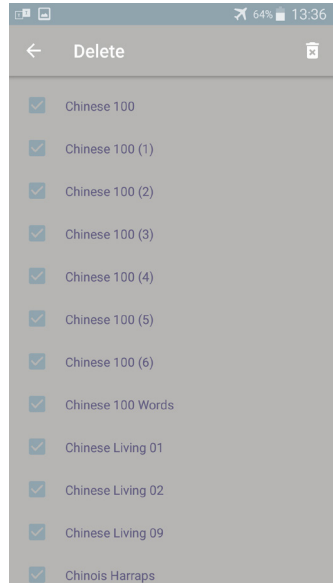 64% 13:36
Delete
Chinese 100
Chinese 100 (1)
Chinese 100 (2)
Chinese 100 (3)
Chinese 100 (4)
Chinese 100 (5)
Chinese 100 (6)
Chinese 100 Words
Chinese Living 01
Chinese Living 02
Chinese Living 09
Chinois Harraps